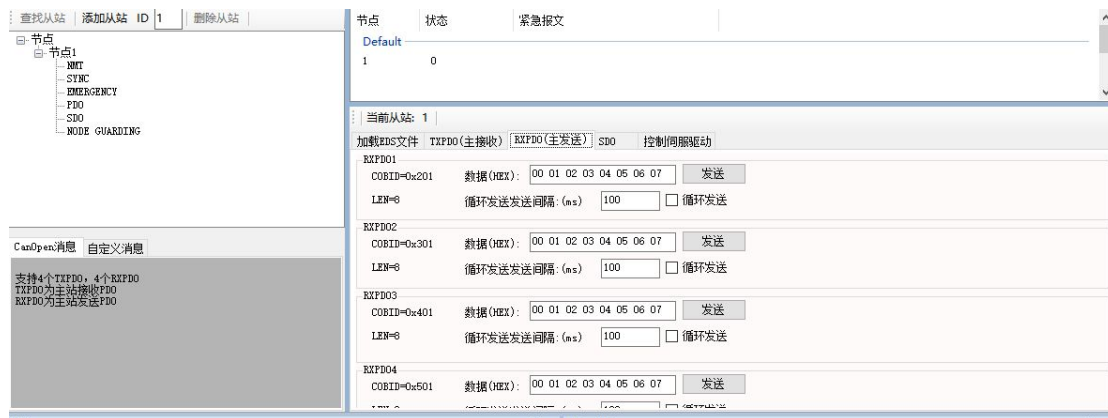 查找从站 添加从站 ID 1 删除从站
节点
节点1
NMT
SYNC
EMERGENCY
PDO
SDO
NODE GUARDING
CanOpen消息 自定义消息
支持4个TXPDO，4个RXPDO
TXPDO为主站接收PDO
RXPDO为主站发送PDO
节点 状态 紧急报文
Default
1 0
当前从站: 1
加载EDS文件 TXPDO(主接收) RXPDO(主发送) SDO 控制伺服驱动
RXPDO1
COBID=0x201 数据(HEX): 00 01 02 03 04 05 06 07 发送
LEN=8 循环发送发送间隔:(ms) 100 循环发送
RXPDO2
COBID=0x301 数据(HEX): 00 01 02 03 04 05 06 07 发送
LEN=8 循环发送发送间隔:(ms) 100 循环发送
RXPDO3
COBID=0x401 数据(HEX): 00 01 02 03 04 05 06 07 发送
LEN=8 循环发送发送间隔:(ms) 100 循环发送
RXPDO4
COBID=0x501 数据(HEX): 00 01 02 03 04 05 06 07 发送